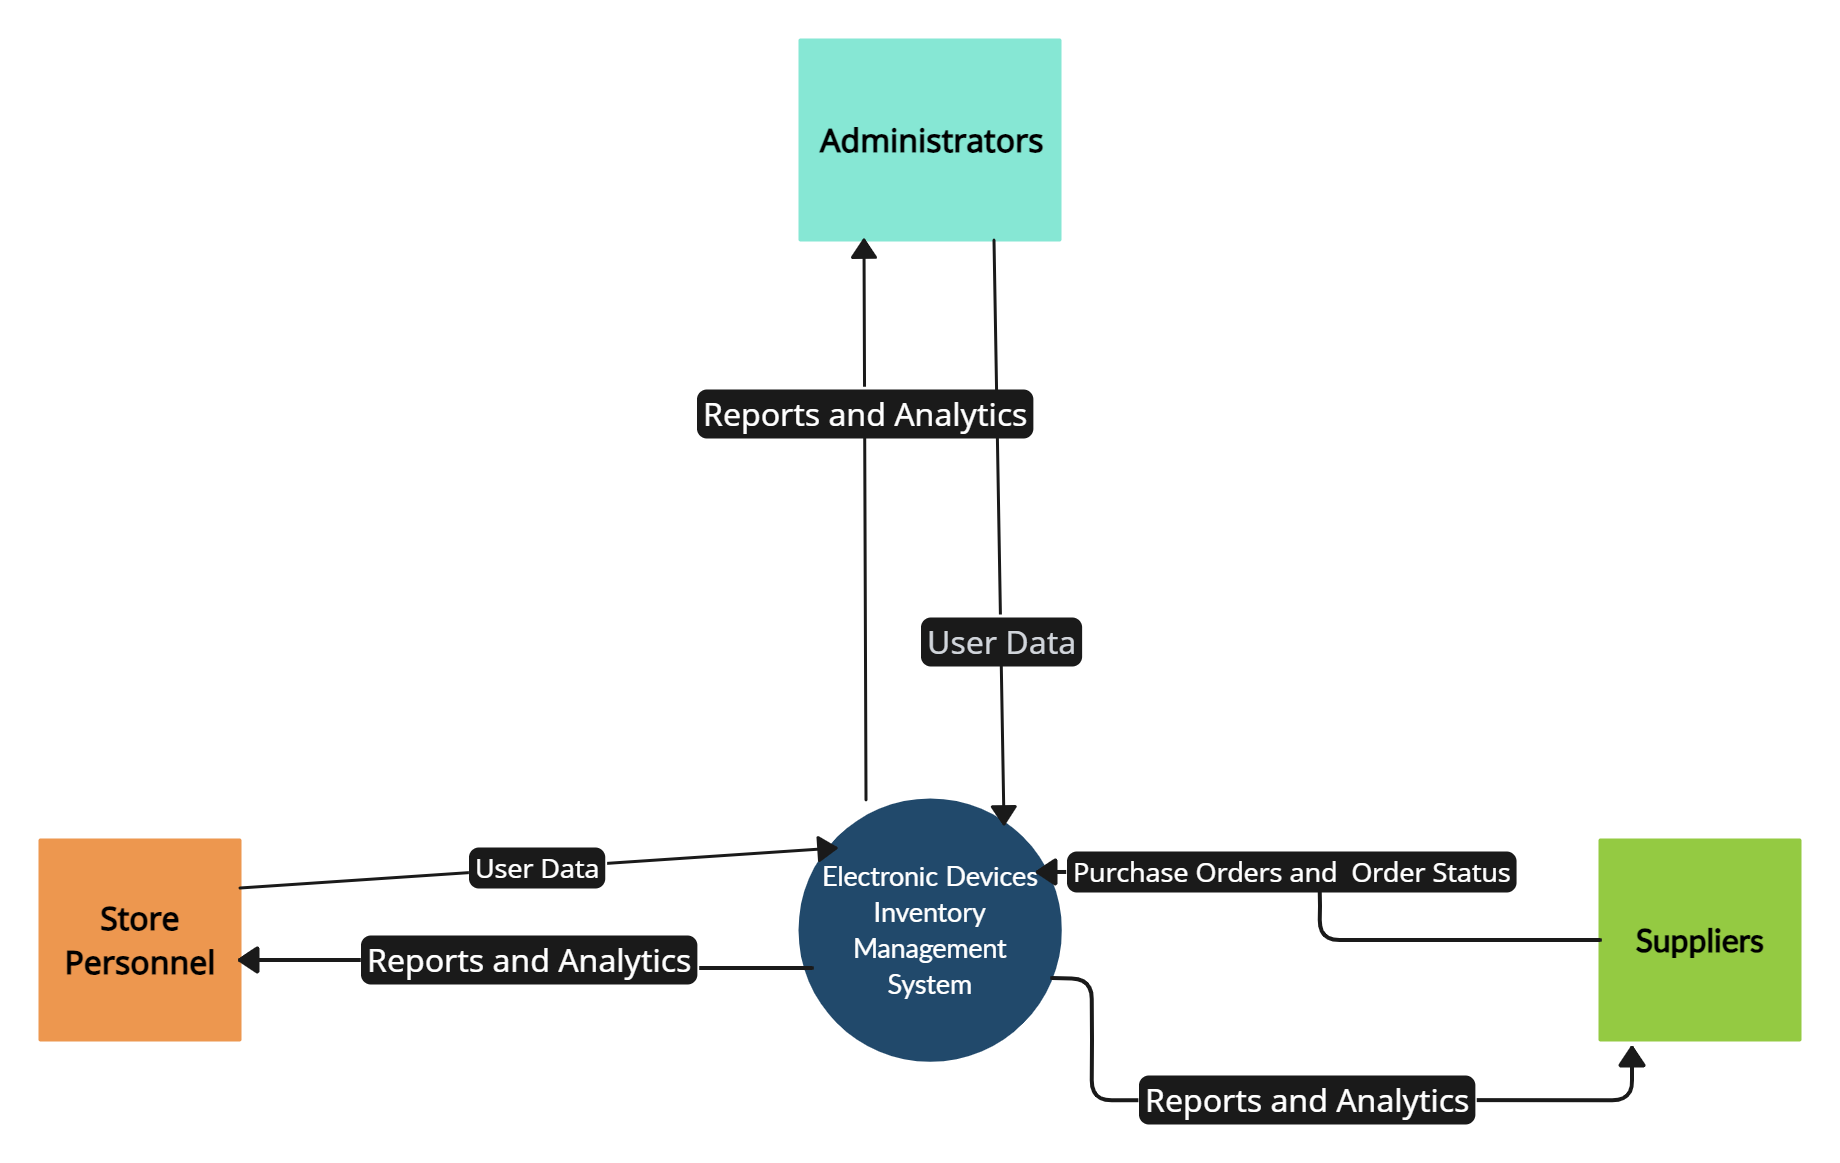 Administrators
Reports and Analytics
User Data
User Data
Electronic Devices
Inventory
Management
System
Purchase Orders and  Order Status
Store
Personnel
Reports and Analytics
Suppliers
Reports and Analytics